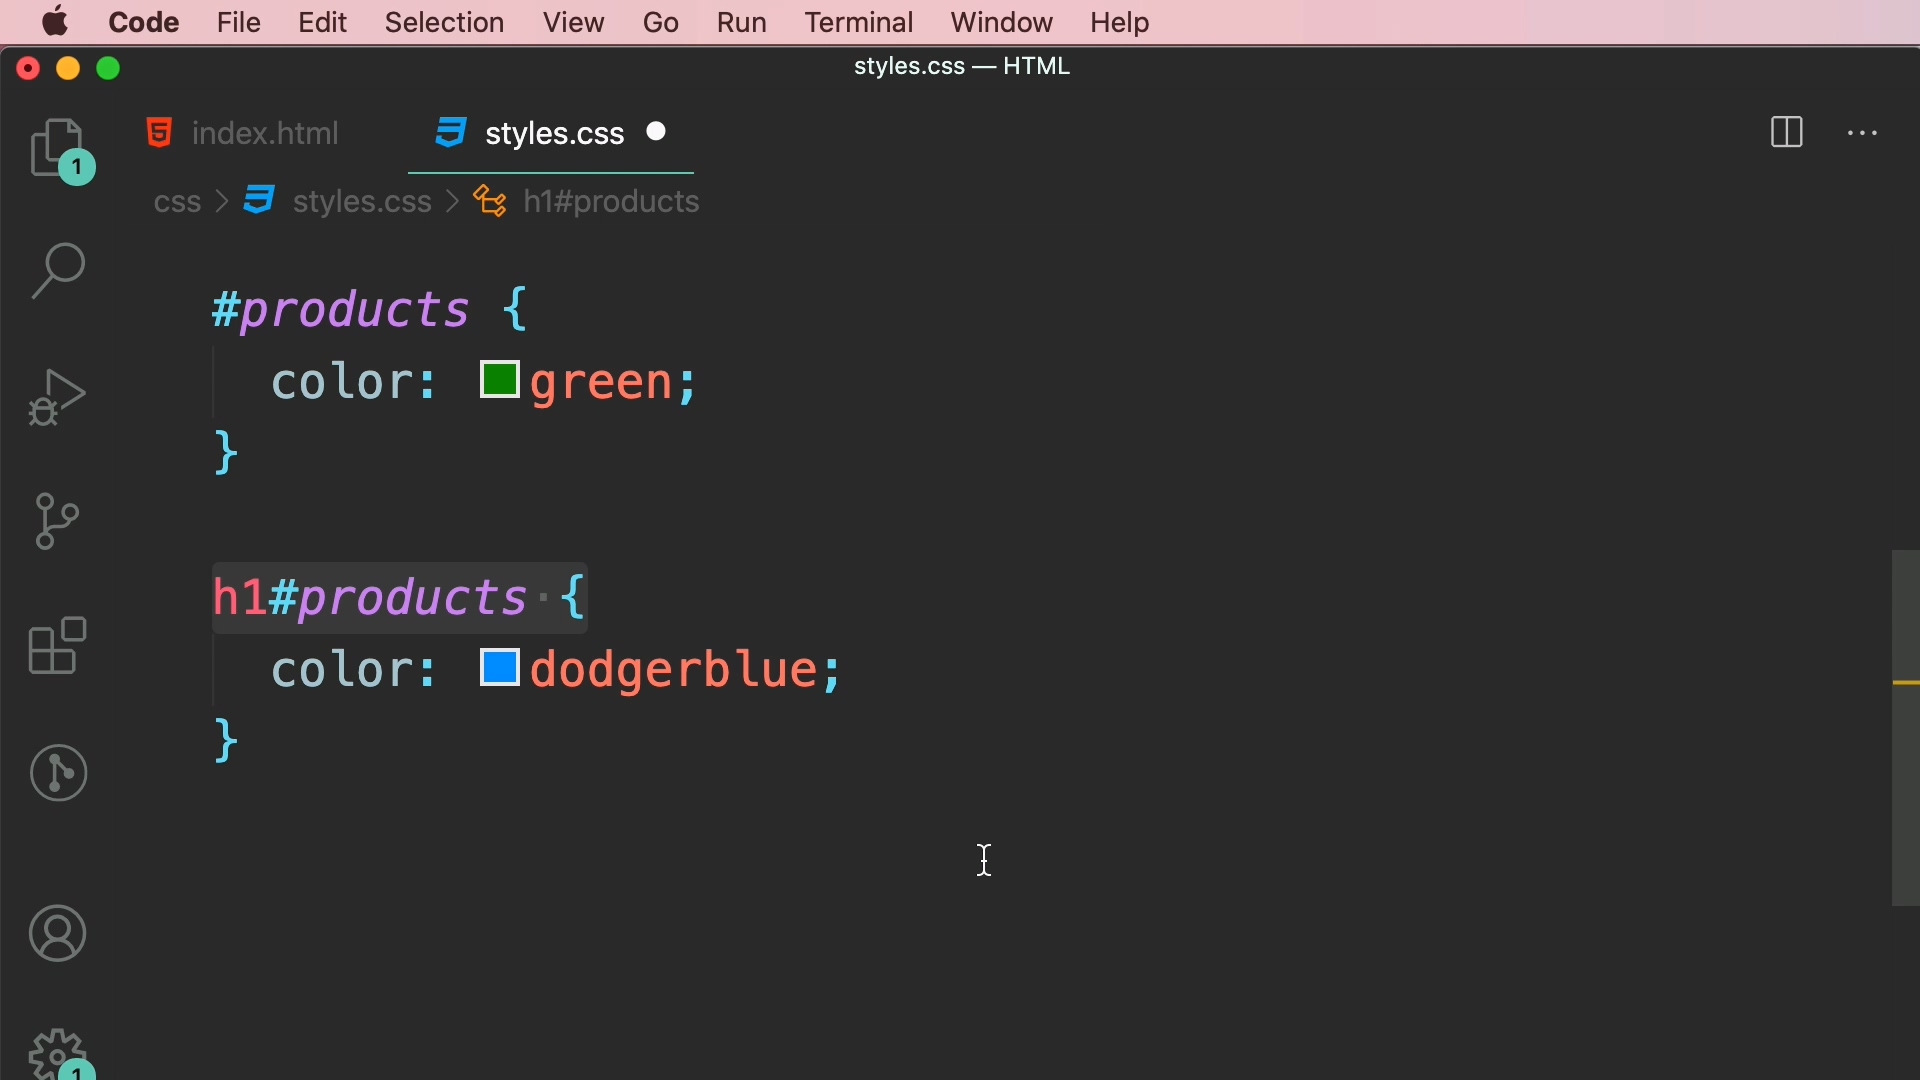 Code File Edit Selection View Go Run Terminal Window Help
styles.css — HTML
index.html styles.css
css > styles.css > h1#products
1
#products {
color: green;
}
h1#products {
color: dodgerblue;
}
1